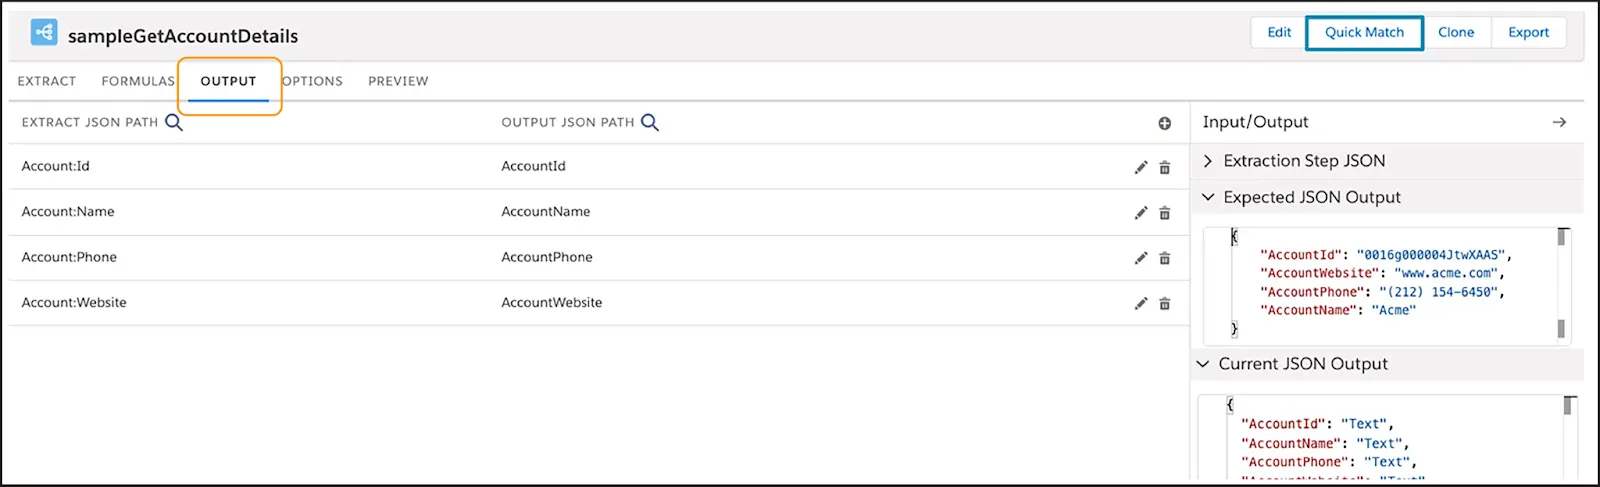 sampleGetAccountDetails
Edit
Quick Match
Clone
Export
EXTRACT
FORMULAS
OUTPUT
OPTIONS
PREVIEW
EXTRACT JSON PATH
OUTPUT JSON PATH
Account:Id
AccountId
Account:Name
AccountName
Account:Phone
AccountPhone
Account:Website
AccountWebsite
Input/Output
Extraction Step JSON
Expected JSON Output
{
"AccountId": "0016g000004JtwXAAS",
"AccountWebsite": "www.acme.com",
"AccountPhone": "(212) 154-6450",
"AccountName": "Acme"
}
Current JSON Output
{
"AccountId": "Text",
"AccountName": "Text",
"AccountPhone": "Text",